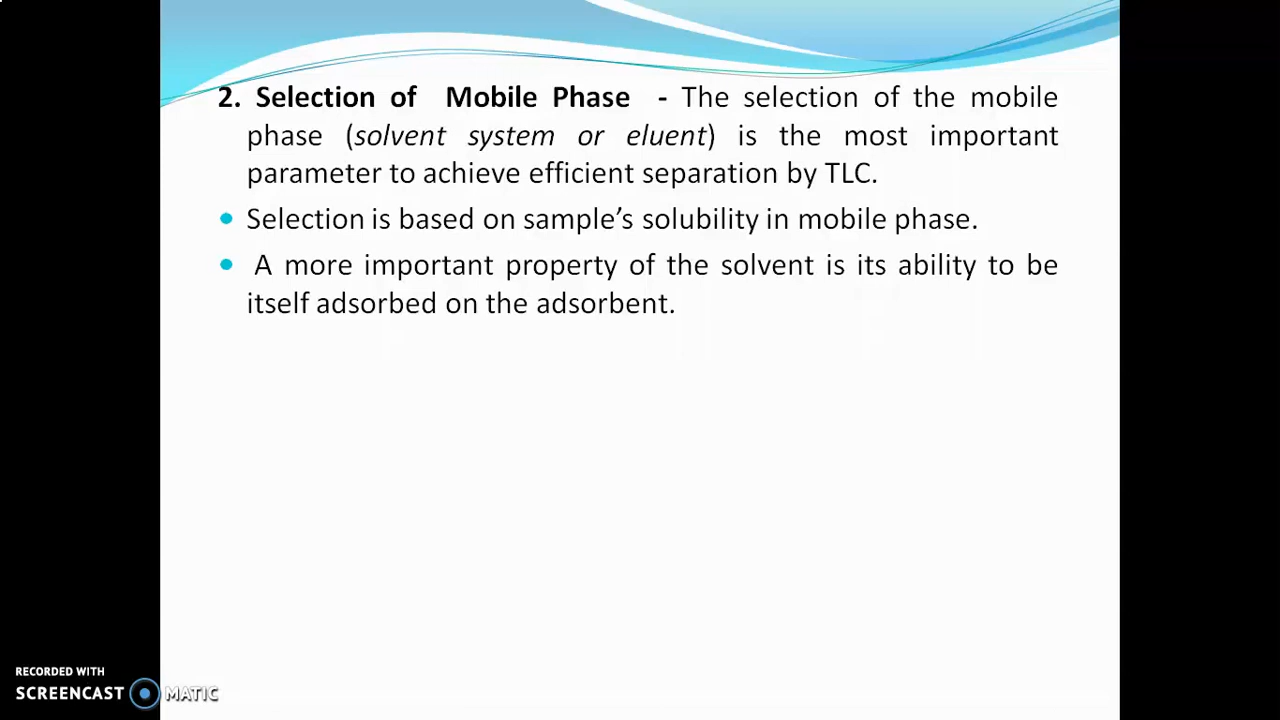 2. Selection of Mobile Phase - The selection of the mobile
phase (solvent system or eluent) is the most important
parameter to achieve efficient separation by TLC.
• Selection is based on sample’s solubility in mobile phase.
• A more important property of the solvent is its ability to be
itself adsorbed on the adsorbent.
RECORDED WITH
SCREENCAST MATIC